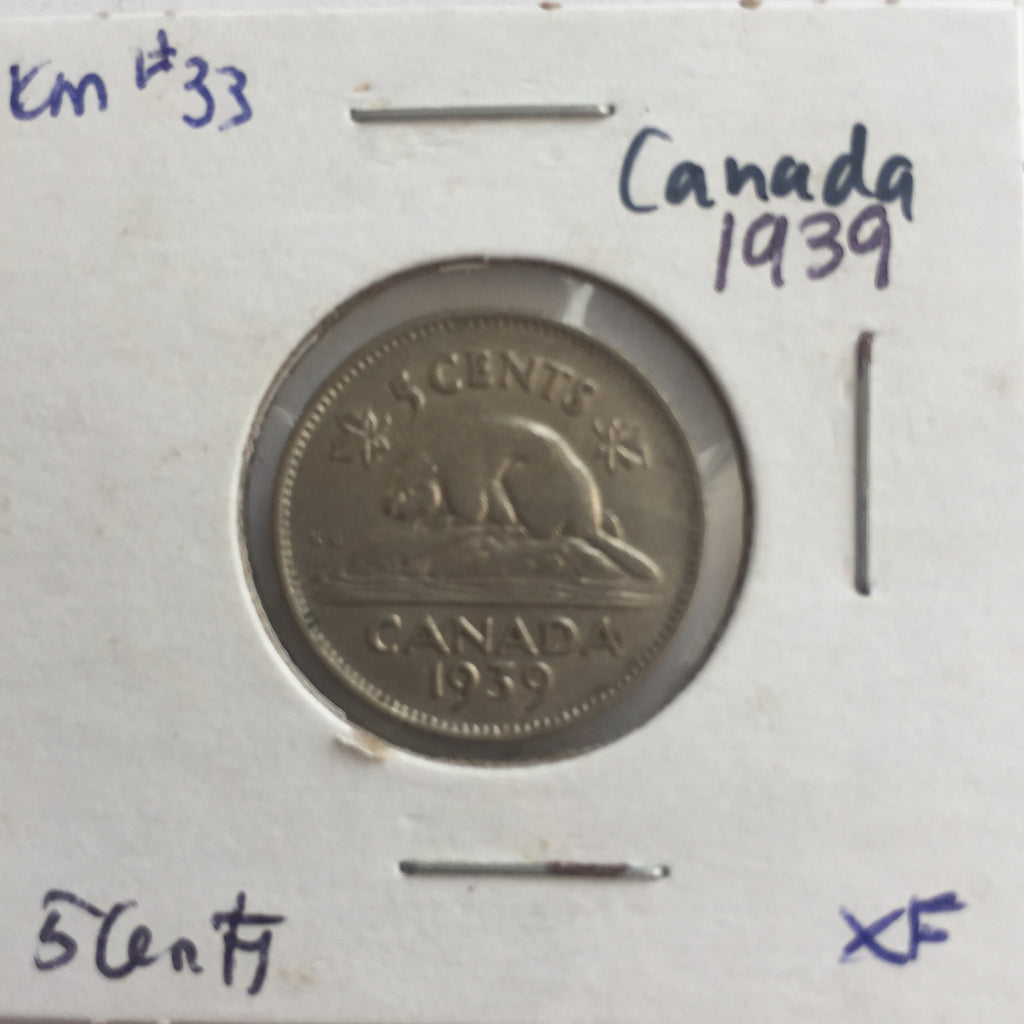 Km #33
Canada
1939
5 CENTS
CANADA
1939
5 Cents
XF